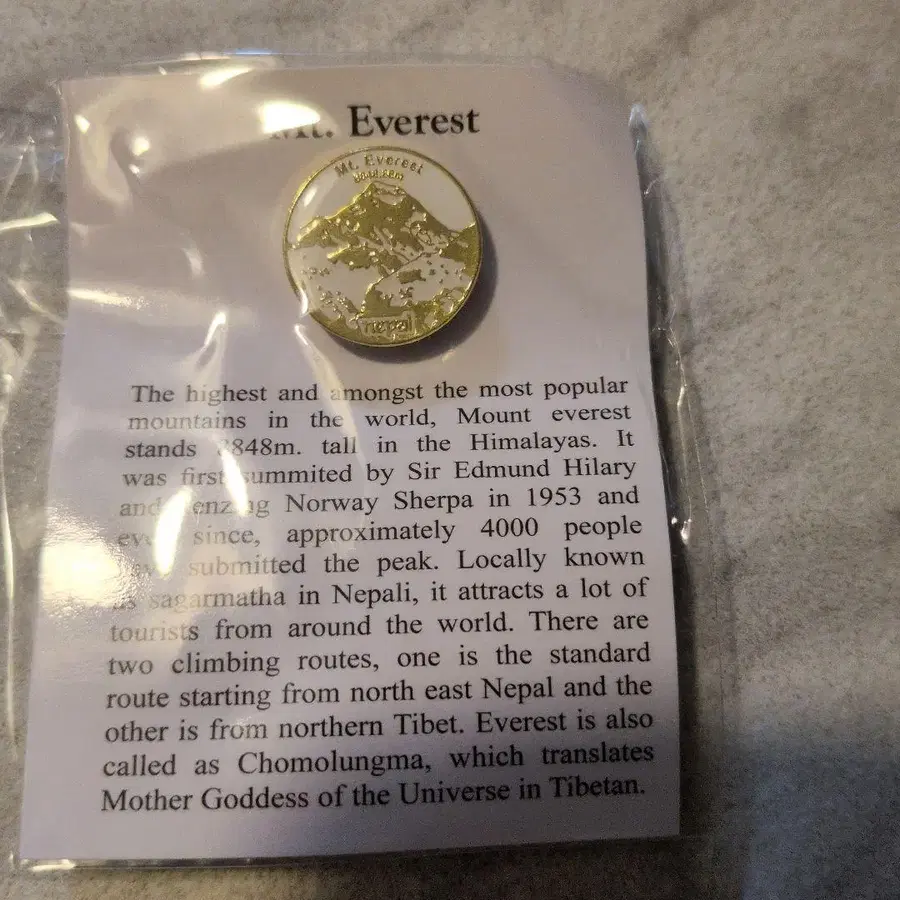 Mt. Everest
Mt. Everest
nepal
The highest and amongst the most popular
mountains in the world, Mount everest
stands 8848m. tall in the Himalayas. It
was first summited by Sir Edmund Hilary
and Tenzing Norway Sherpa in 1953 and
ever since, approximately 4000 people
have submitted the peak. Locally known
as sagarmatha in Nepali, it attracts a lot of
tourists from around the world. There are
two climbing routes, one is the standard
route starting from north east Nepal and the
other is from northern Tibet. Everest is also
called as Chomolungma, which translates
Mother Goddess of the Universe in Tibetan.